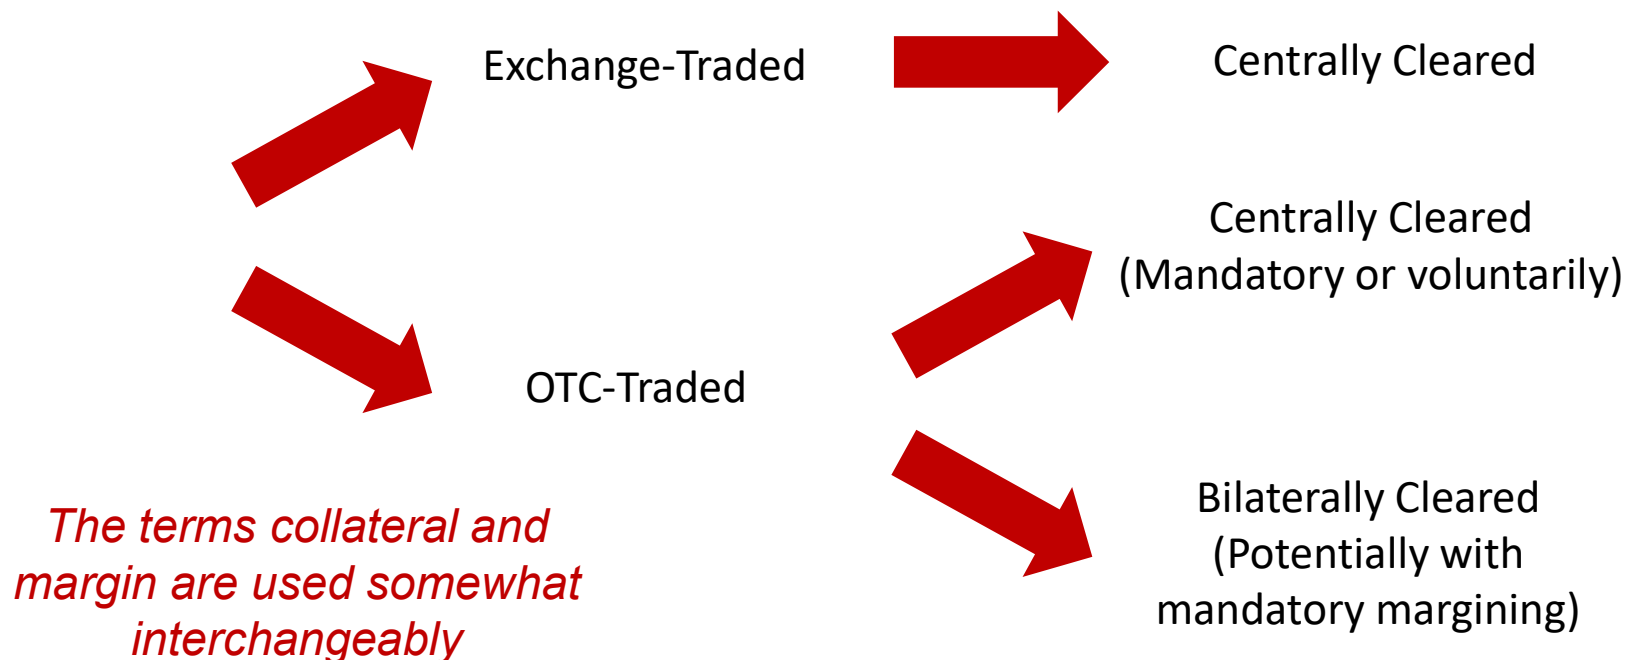 Exchange-Traded
Centrally Cleared
Centrally Cleared
(Mandatory or voluntarily)
OTC-Traded
Bilaterally Cleared
(Potentially with
mandatory margining)
The terms collateral and
margin are used somewhat
interchangeably